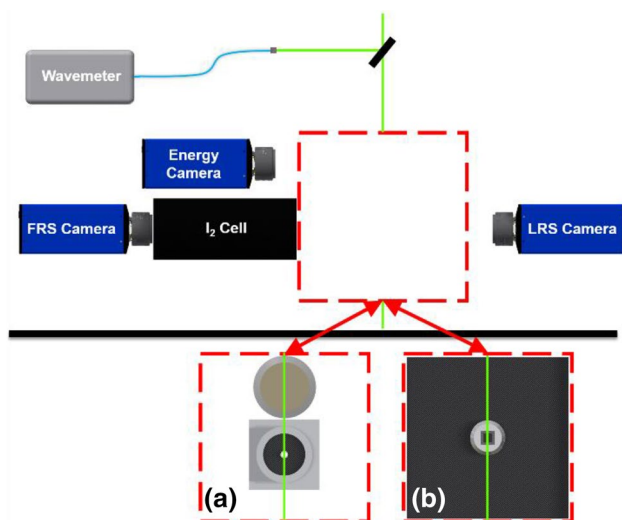 Wavemeter
Energy
Camera
FRS Camera
I₂ Cell
LRS Camera
(a)
(b)